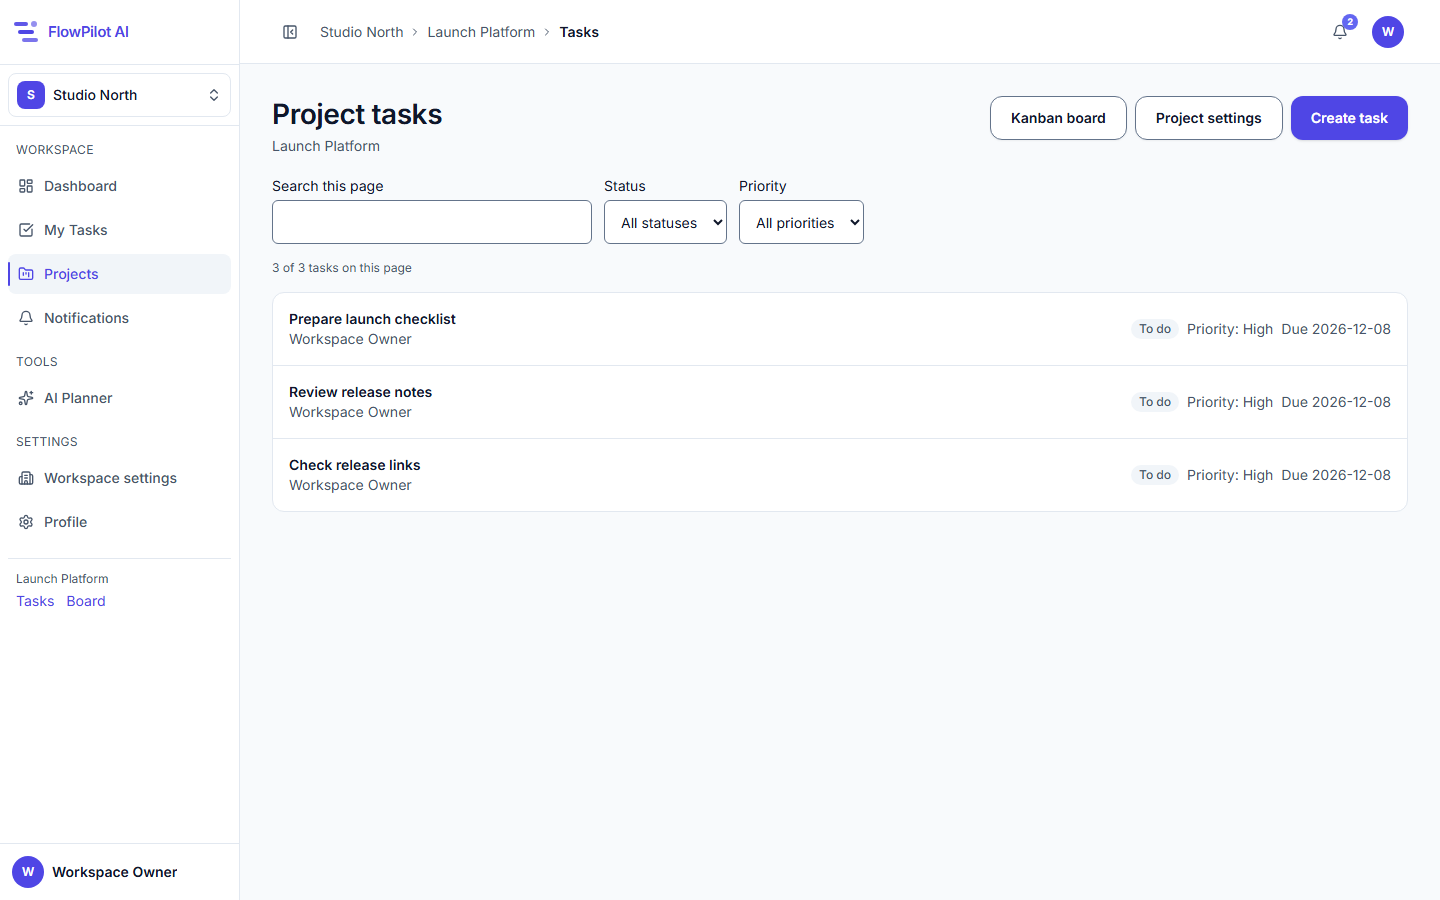 FlowPilot AI
S Studio North
WORKSPACE
Dashboard
My Tasks
Projects
Notifications
TOOLS
AI Planner
SETTINGS
Workspace settings
Profile
Launch Platform
Tasks Board
W Workspace Owner
Studio North > Launch Platform > Tasks
2
W
Project tasks
Launch Platform
Kanban board
Project settings
Create task
Search this page
Status
Priority
All statuses
All priorities
3 of 3 tasks on this page
Prepare launch checklist
Workspace Owner
To do Priority: High Due 2026-12-08
Review release notes
Workspace Owner
To do Priority: High Due 2026-12-08
Check release links
Workspace Owner
To do Priority: High Due 2026-12-08